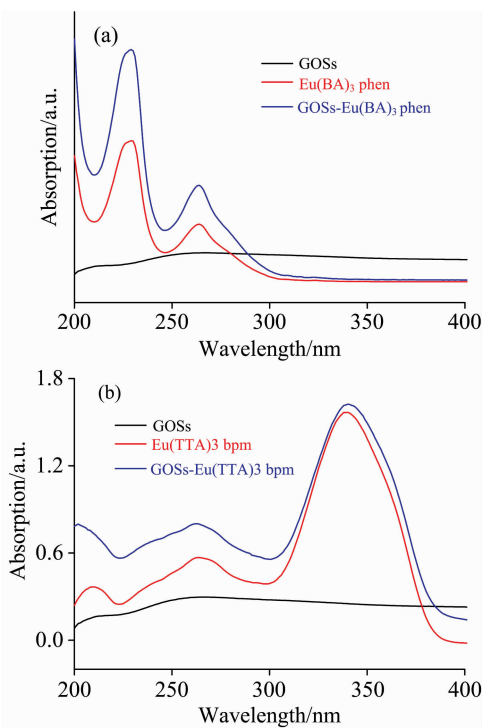 (a)
GOSs
Eu(BA)₃ phen
GOSs-Eu(BA)₃ phen
Absorption/a.u.
200 250 300 350 400
Wavelength/nm
1.8
(b)
GOSs
Eu(TTA)3 bpm
GOSs-Eu(TTA)3 bpm
1.2
Absorption/a.u.
0.6
0.0
200 250 300 350 400
Wavelength/nm